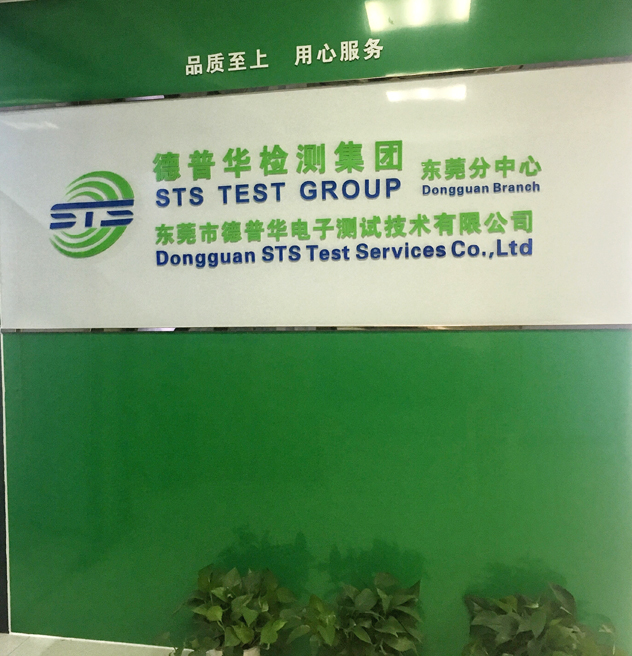 品质至上 用心服务
德普华检测集团 东莞分中心
STS TEST GROUP Dongguan Branch
STS
东莞市德普华电子测试技术有限公司
Dongguan STS Test Services Co.,Ltd